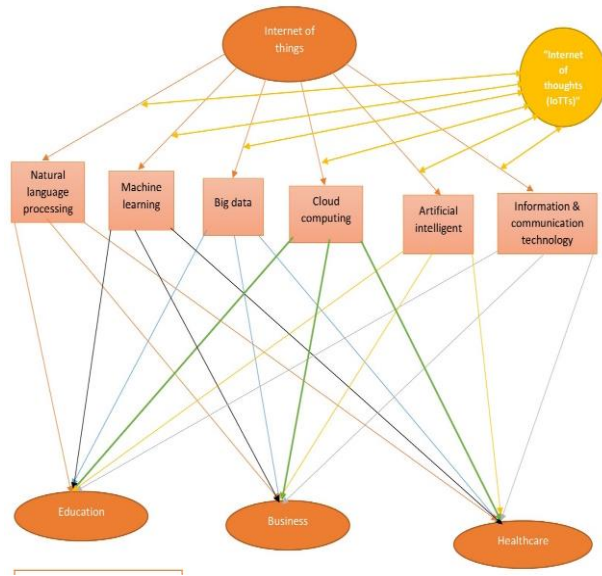 Internet of
things
"Internet
of
thoughts
(IoTTs)"
Natural
language
processing
Machine
learning
Big data
Cloud
computing
Artificial
intelligent
Information &
communication
technology
Education
Business
Healthcare